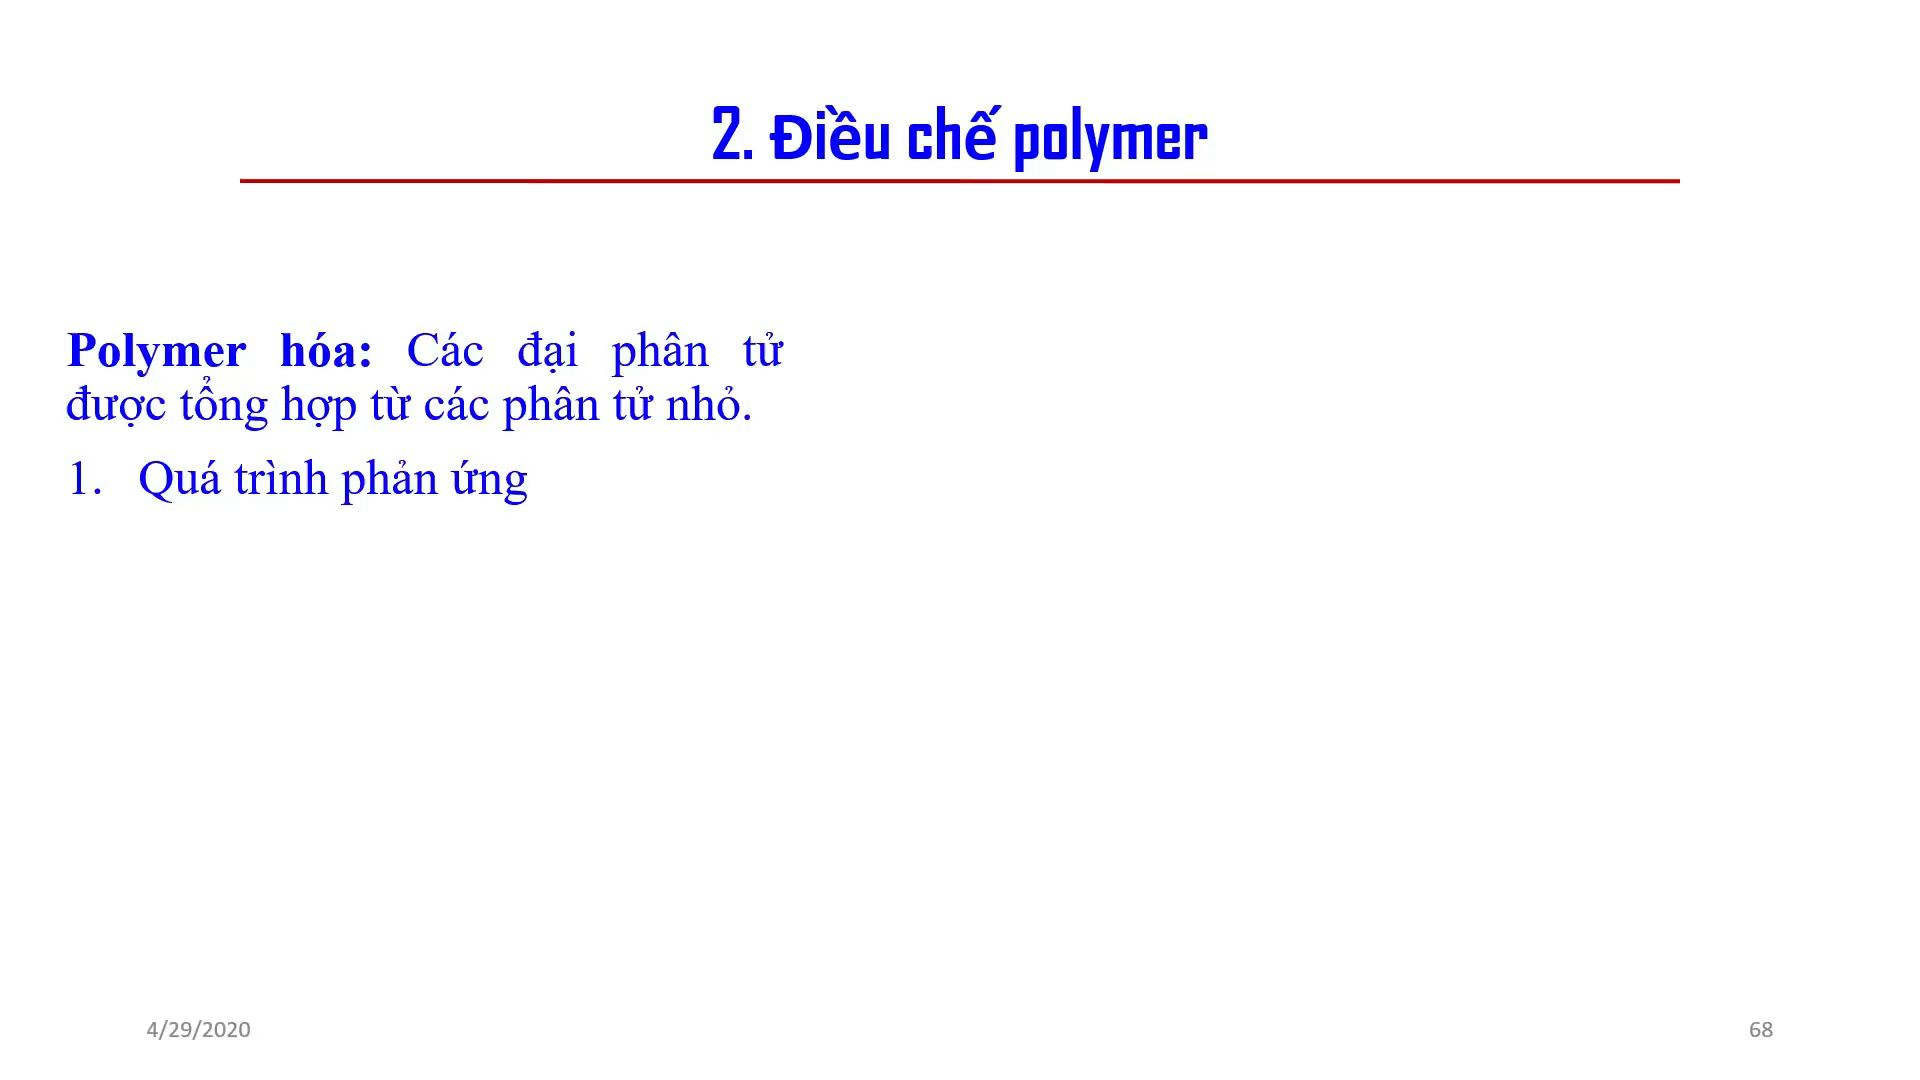 2. Điều chế polymer
Polymer hóa: Các đại phân tử
được tổng hợp từ các phân tử nhỏ.
1. Quá trình phản ứng
4/29/2020
68